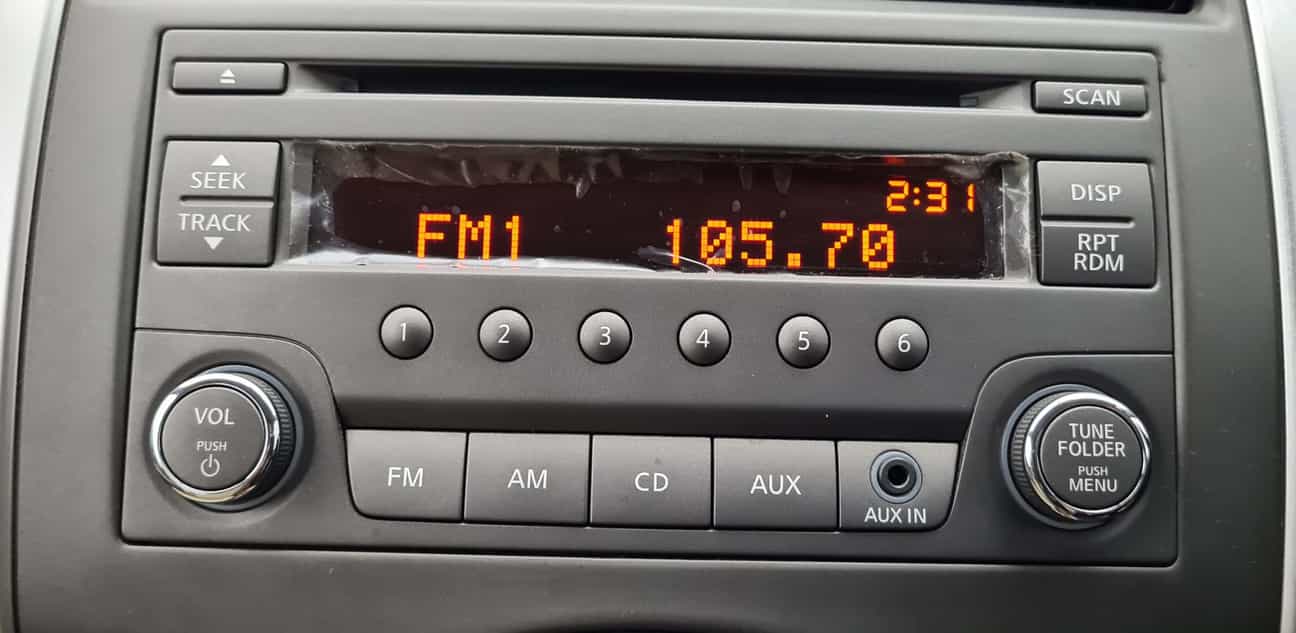 SCAN
SEEK
TRACK
2:31
FM1 105.70
DISP
RPT
RDM
1 2 3 4 5 6
VOL
PUSH
FM AM CD AUX
AUX IN
TUNE
FOLDER
PUSH
MENU